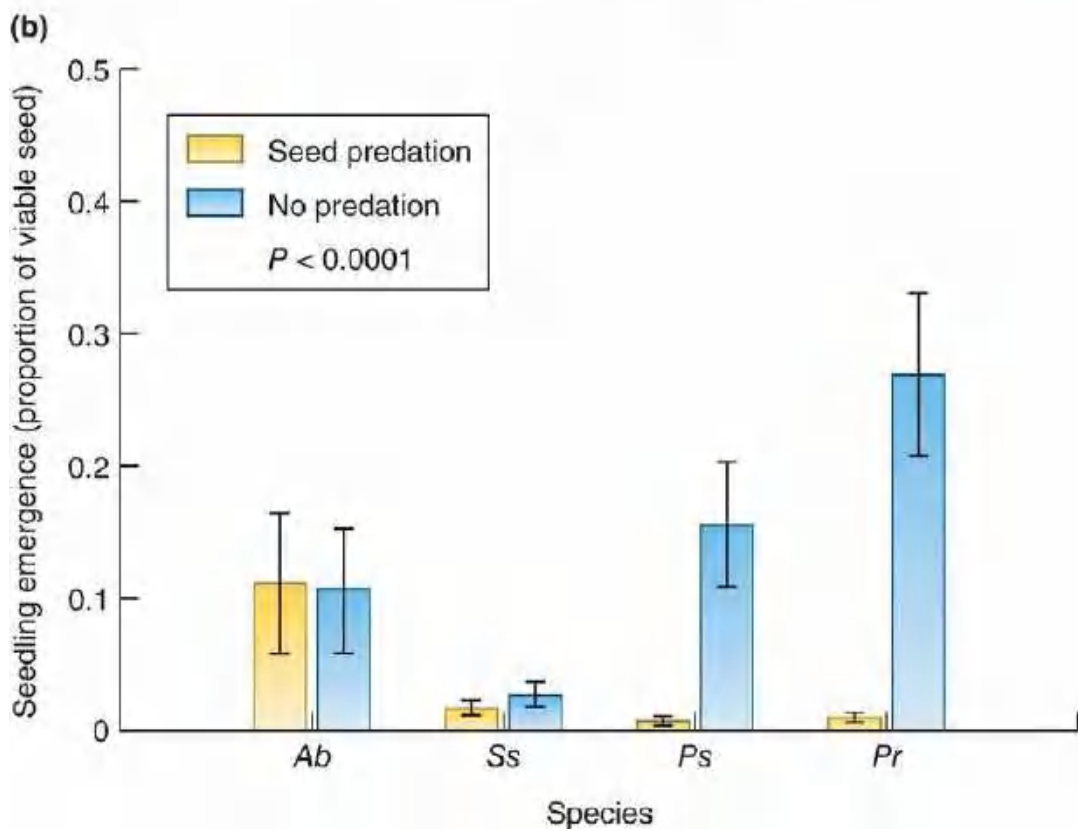 (b)
Seedling emergence (proportion of viable seed)
0.5
0.4
0.3
0.2
0.1
0
Seed predation
No predation
P < 0.0001
Ab Ss Ps Pr
Species